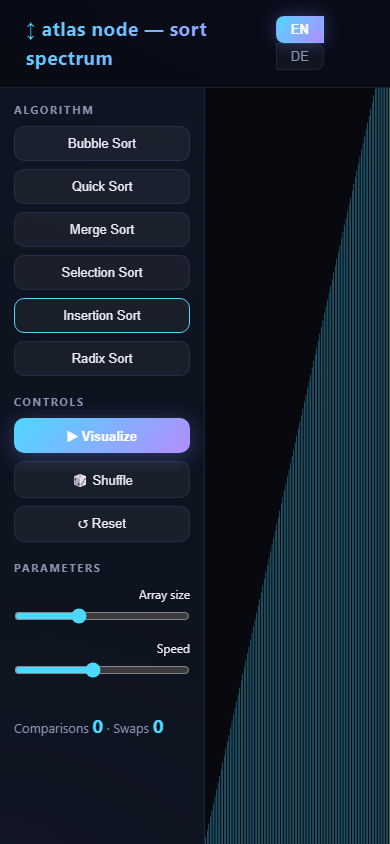 ↕ atlas node — sort
spectrum
EN
DE
ALGORITHM
Bubble Sort
Quick Sort
Merge Sort
Selection Sort
Insertion Sort
Radix Sort
CONTROLS
▶ Visualize
🎲 Shuffle
↺ Reset
PARAMETERS
Array size
Speed
Comparisons 0 · Swaps 0